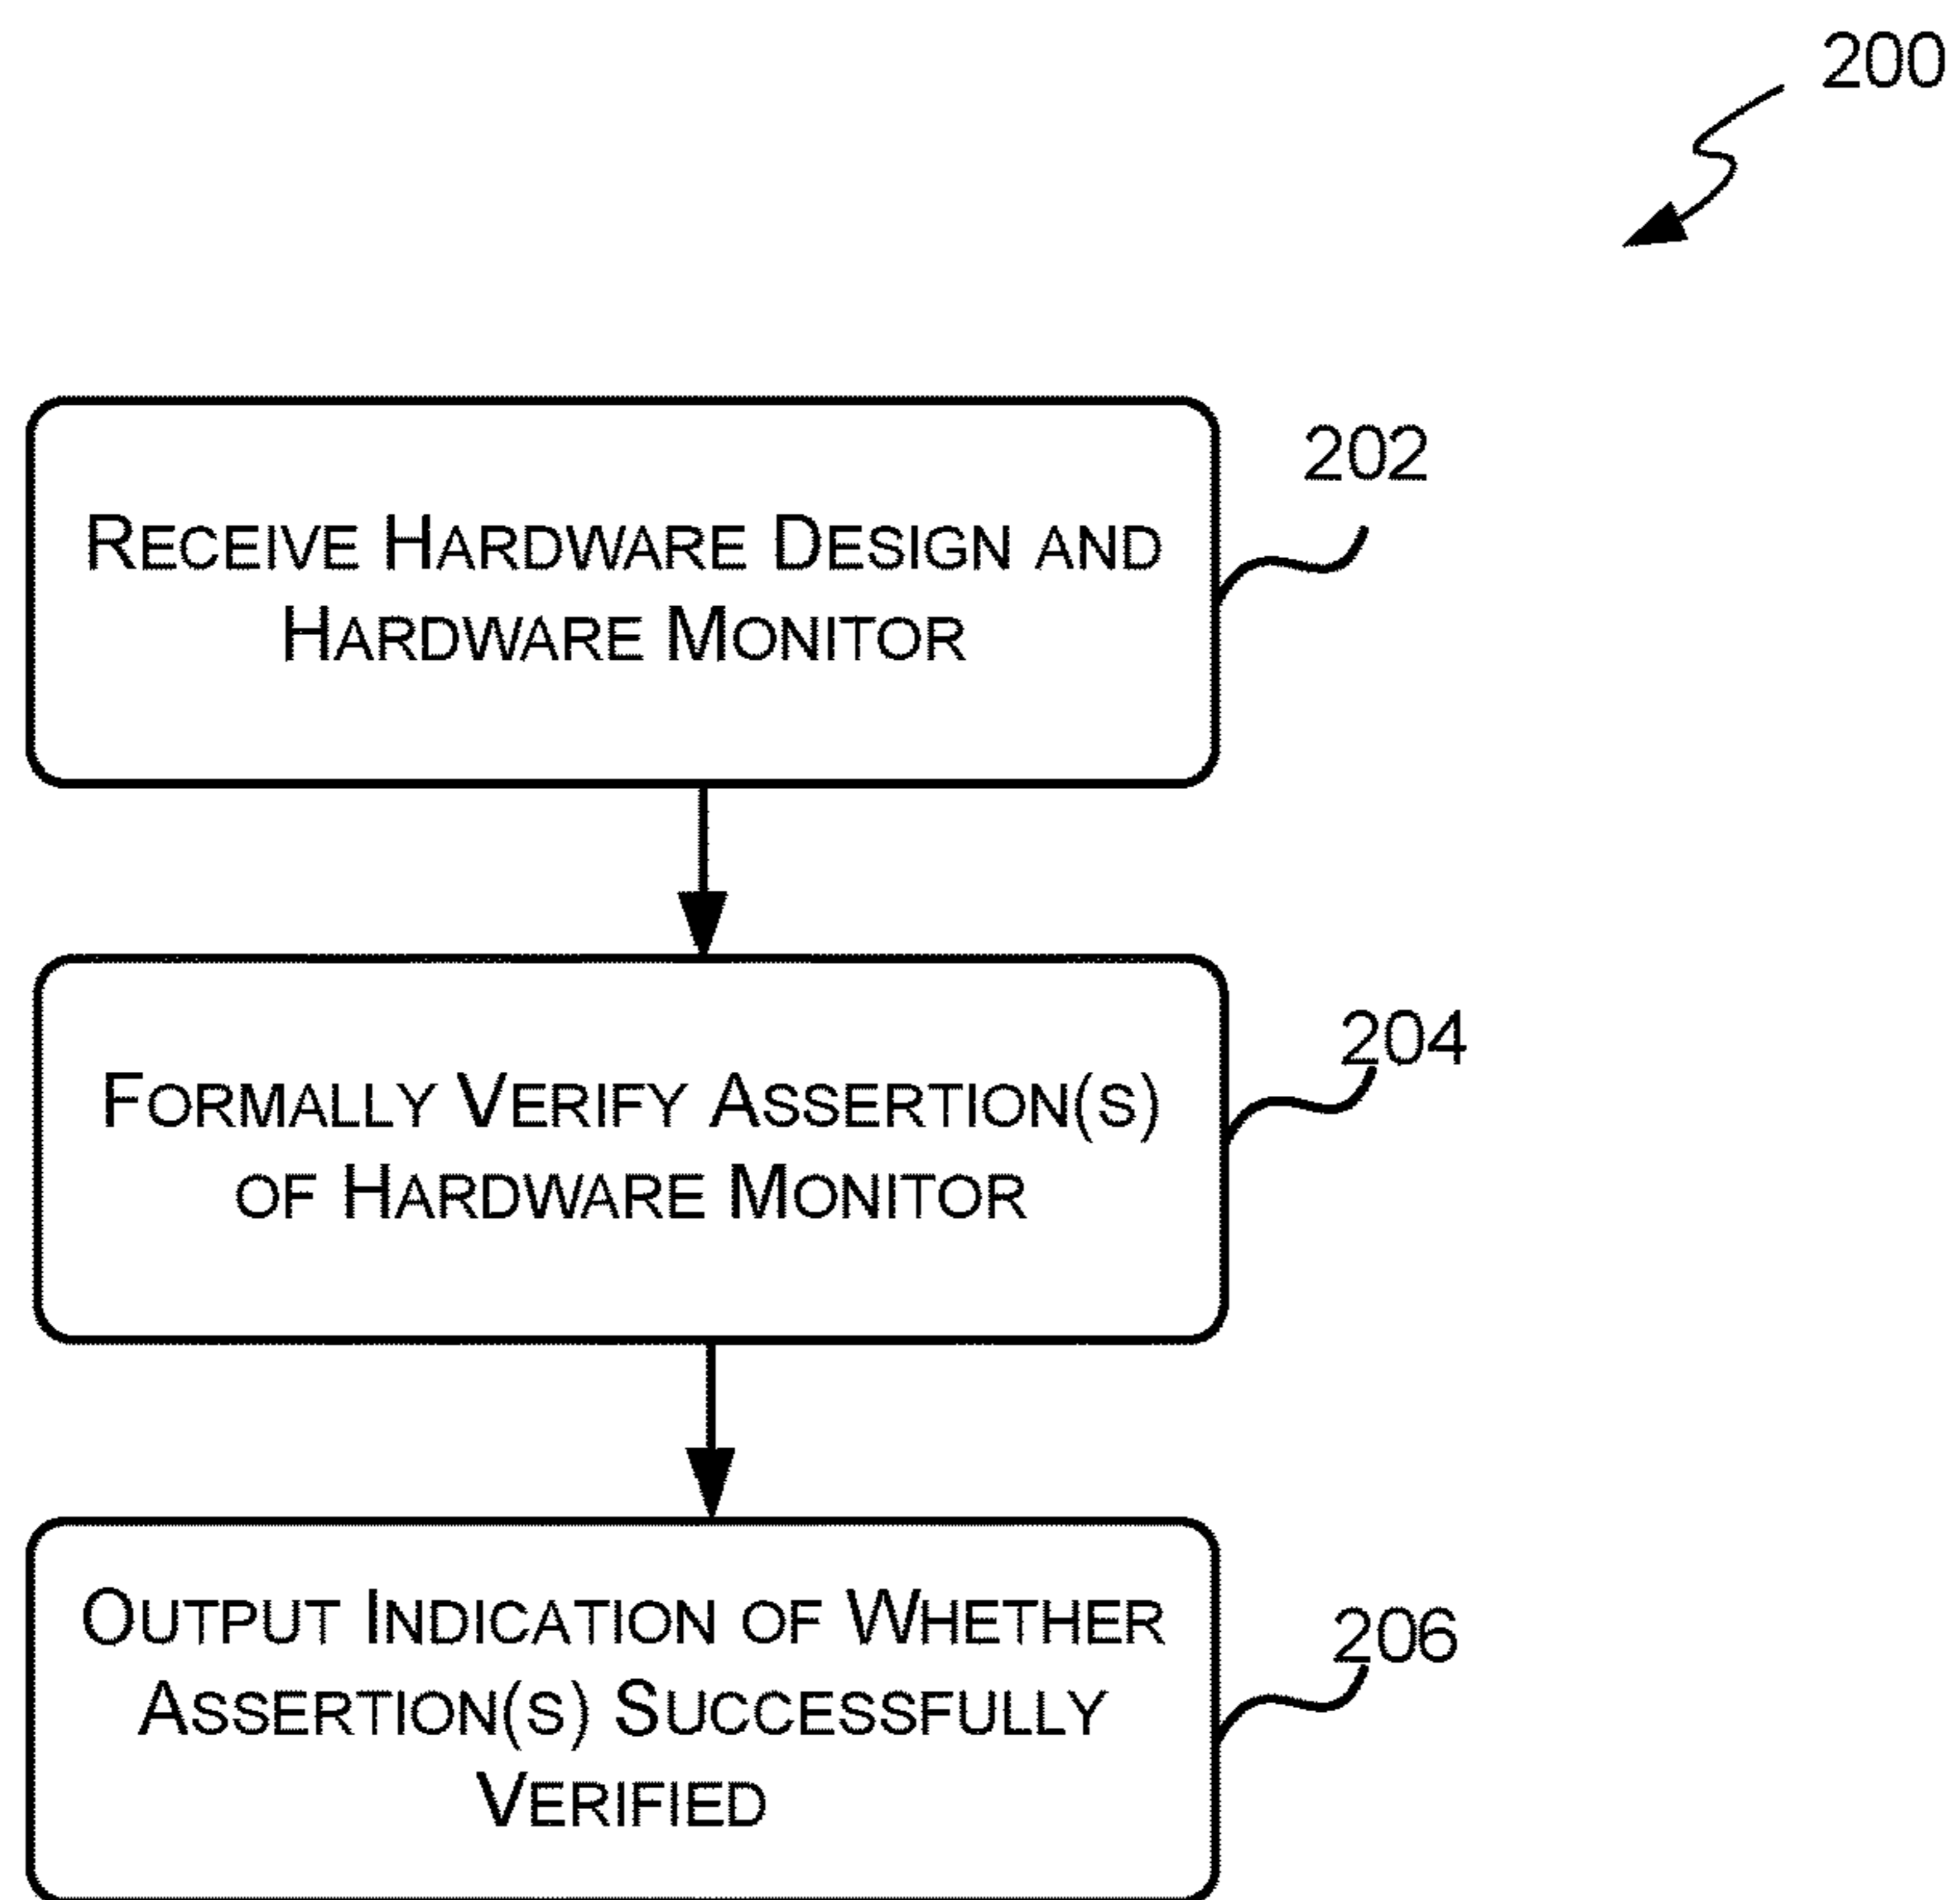 200
RECEIVE HARDWARE DESIGN AND
HARDWARE MONITOR
202
FORMALLY VERIFY ASSERTION(S)
OF HARDWARE MONITOR
204
OUTPUT INDICATION OF WHETHER
ASSERTION(S) SUCCESSFULLY
VERIFIED
206